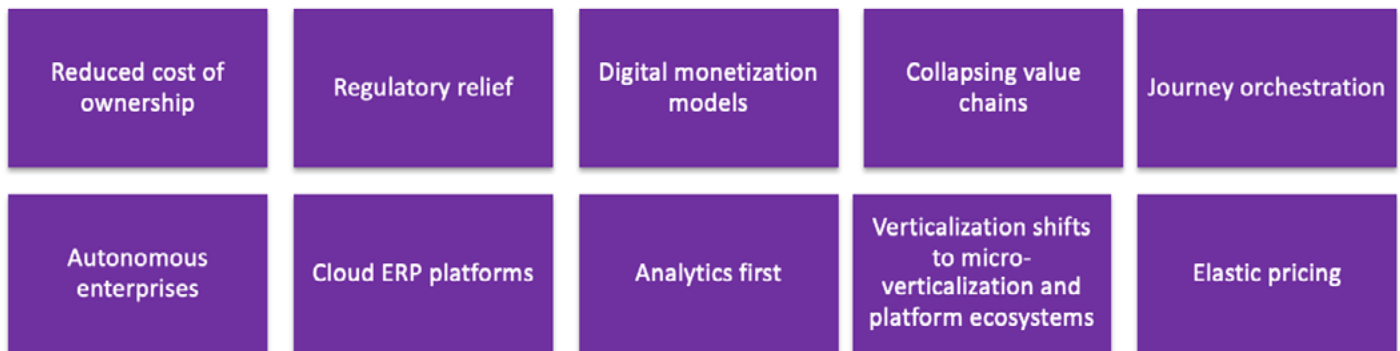 Reduced cost of
ownership
Regulatory relief
Digital monetization
models
Collapsing value
chains
Journey orchestration
Autonomous
enterprises
Cloud ERP platforms
Analytics first
Verticalization shifts
to micro-
verticalization and
platform ecosystems
Elastic pricing